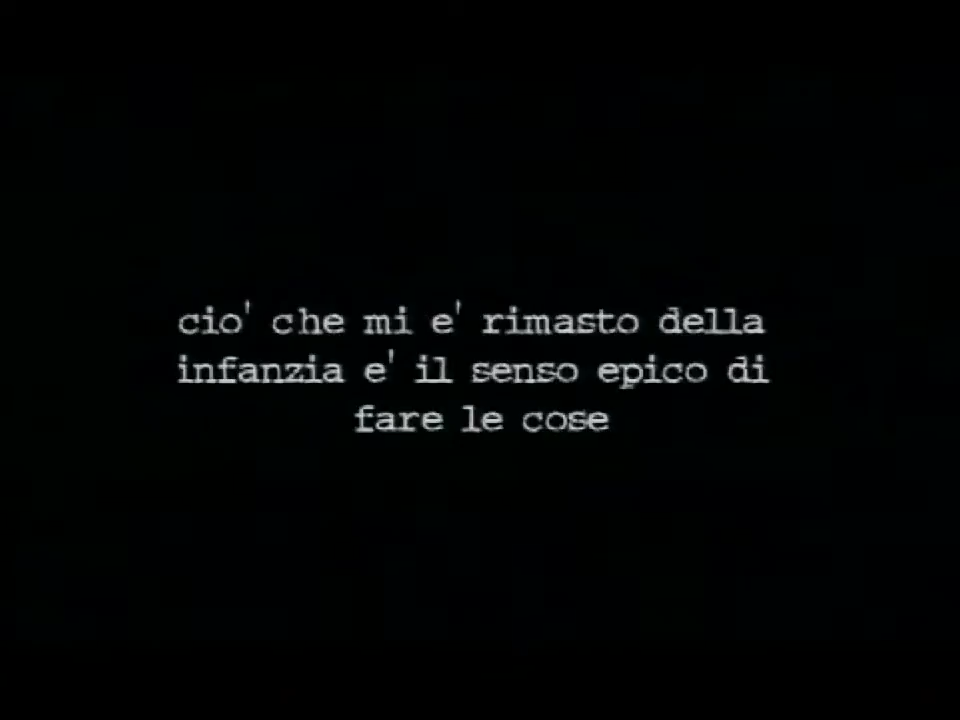 cio' che mi e' rimasto della
infanzia e' il senso epico di
fare le cose